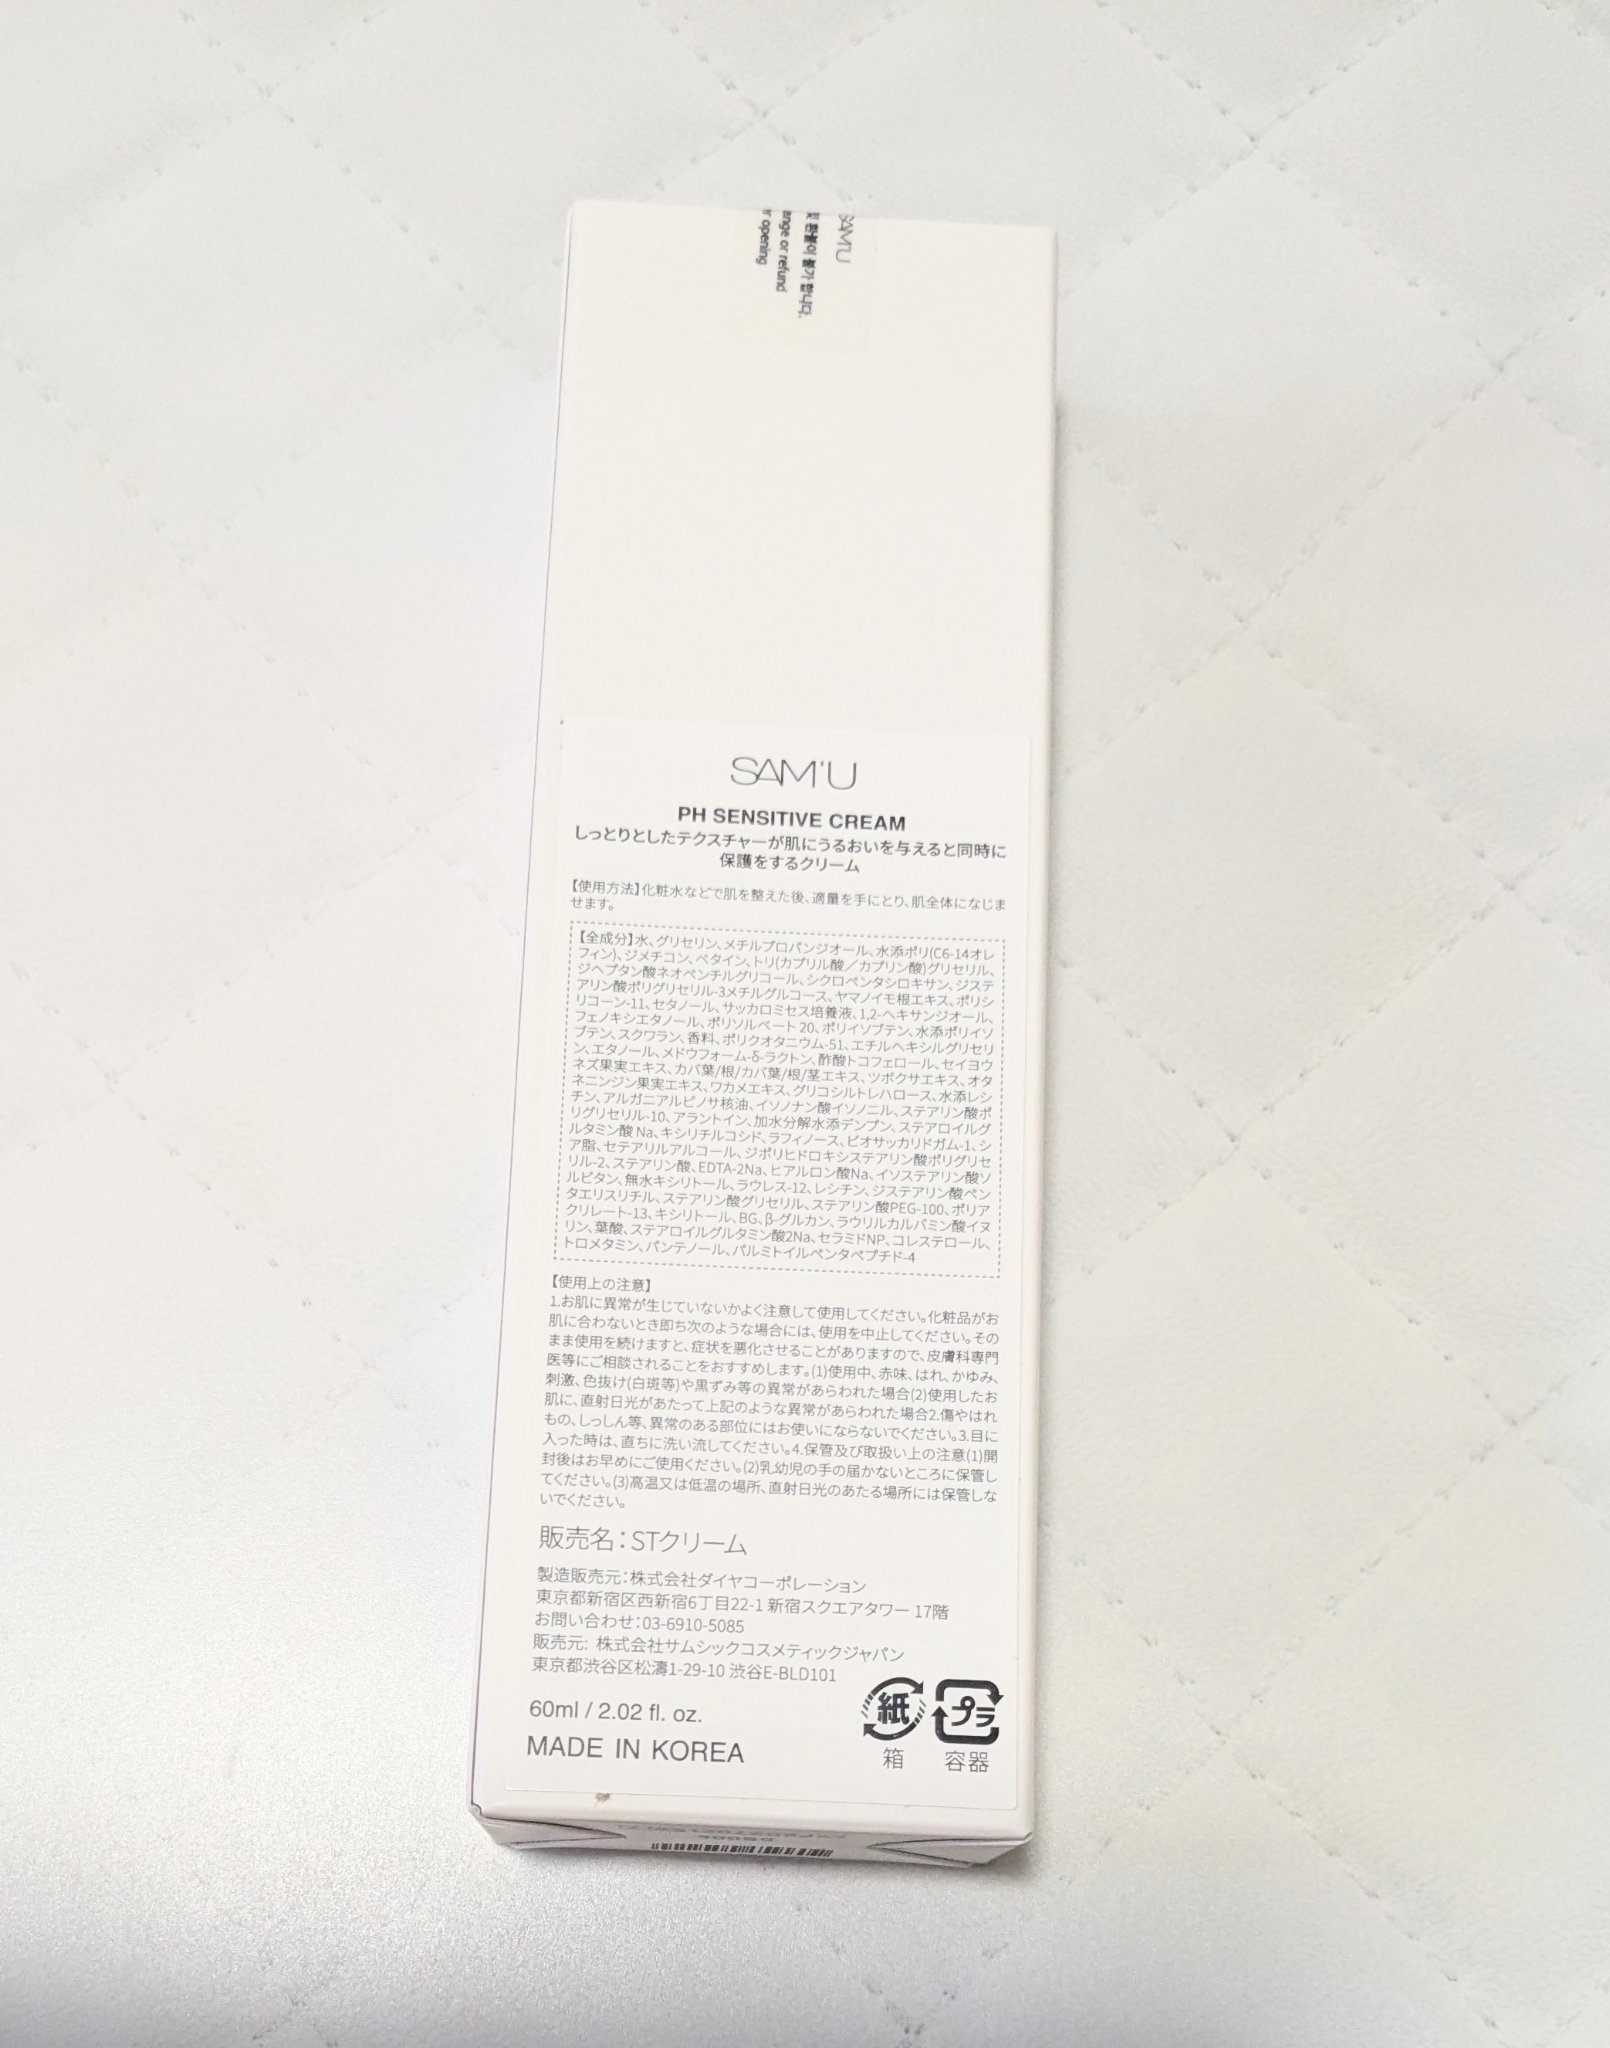 SAM'U
환불이 불가 합니다.
ange or refund
r opening
SAM'U
PH SENSITIVE CREAM
しっとりとしたテクスチャーが肌にうるおいを与えると同時に
保護をするクリーム
【使用方法】化粧水などで肌を整えた後、適量を手にとり、肌全体になじま
せます。
【全成分】水、グリセリン、メチルプロパンジオール、水添ポリ(C6-14オレ
フィン)、ジメチコン、ベタイン、トリ(カプリル酸／カプリン酸)グリセリル、
ジヘプタン酸ネオペンチルグリコール、シクロペンタシロキサン、ジステ
アリン酸ポリグリセリル-3メチルグルコース、ヤマノイモ根エキス、ポリシ
リコーン-11、セタノール、サッカロミセス培養液、1,2-ヘキサンジオール、
フェノキシエタノール、ポリソルベート20、ポリイソブテン、水添ポリイソ
ブテン、スクワラン、香料、ポリクオタニウム-51、エチルヘキシルグリセリ
ン、エタノール、メドウフォーム-δ-ラクトン、酢酸トコフェロール、セイヨウ
ネズ果実エキス、カバ葉/根/カバ葉/根/茎エキス、ツボクサエキス、オタ
ネニンジン果実エキス、ワカメエキス、グリコシルトレハロース、水添レシ
チン、アルガニアルピノサ核油、イソノナン酸イソノニル、ステアリン酸ポ
リグリセリル-10、アラントイン、加水分解水添デンプン、ステアロイルグ
ルタミン酸 Na、キシリチルコシド、ラフィノース、ビオサッカリドガム-1、シ
ア脂、セテアリルアルコール、ジポリヒドロキシステアリン酸ポリグリセ
リル-2、ステアリン酸、EDTA-2Na、ヒアルロン酸Na、イソステアリン酸ソ
ルビタン、無水キシリトール、ラウレス-12、レシチン、ジステアリン酸ペン
タエリスリチル、ステアリン酸グリセリル、ステアリン酸PEG-100、ポリア
クリレート-13、キシリトール、BG、β-グルカン、ラウリルカルバミン酸イヌ
リン、葉酸、ステアロイルグルタミン酸2Na、セラミドNP、コレステロール、
トロメタミン、パンテノール、パルミトイルペンタペプチド-4
【使用上の注意】
1.お肌に異常が生じていないかよく注意して使用してください。化粧品がお
肌に合わないとき即ち次のような場合には、使用を中止してください。その
まま使用を続けますと、症状を悪化させることがありますので、皮膚科専門
医等にご相談されることをおすすめします。(1)使用中、赤味、はれ、かゆみ、
刺激、色抜け(白斑等)や黒ずみ等の異常があらわれた場合(2)使用したお
肌に、直射日光があたって上記のような異常があらわれた場合2.傷やはれ
もの、しっしん等、異常のある部位にはお使いにならないでください。3.目に
入った時は、直ちに洗い流してください。4.保管及び取扱い上の注意(1)開
封後はお早めにご使用ください。(2)乳幼児の手の届かないところに保管し
てください。(3)高温又は低温の場所、直射日光のあたる場所には保管しな
いでください。
販売名：STクリーム
製造販売元：株式会社ダイヤコーポレーション
東京都新宿区西新宿6丁目22-1 新宿スクエアタワー 17階
お問い合わせ：03-6910-5085
販売元: 株式会社サムシックコスメティックジャパン
東京都渋谷区松濤1-29-10 渋谷E-BLD101
60ml / 2.02 fl. oz.
MADE IN KOREA
紙
箱
プラ
容器